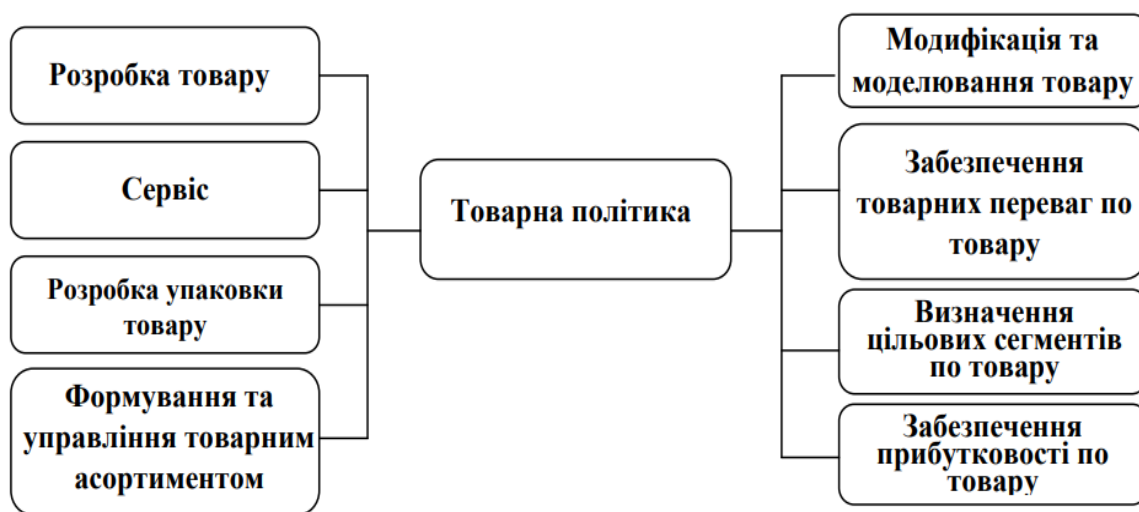 Розробка товару
Сервіс
Розробка упаковки
товару
Формування та
управління товарним
асортиментом
Товарна політика
Модифікація та
моделювання товару
Забезпечення
товарних переваг по
товару
Визначення
цільових сегментів
по товару
Забезпечення
прибутковості по
товару